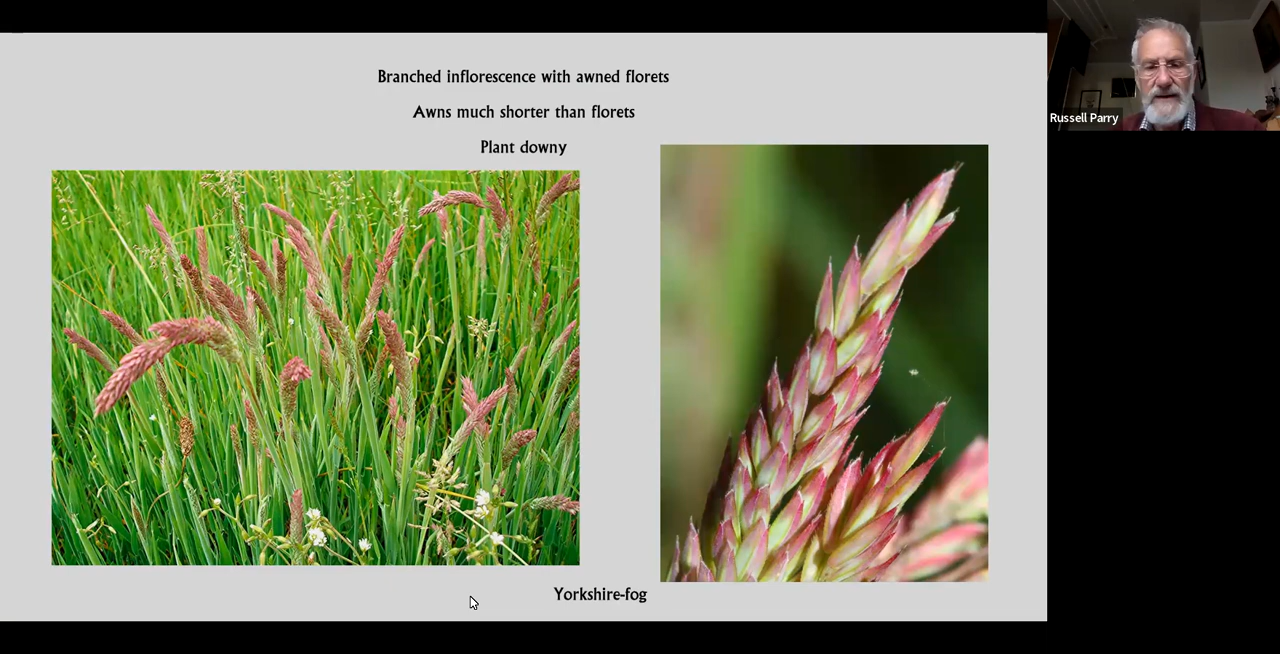 Branched inflorescence with awned florets
Awns much shorter than florets
Plant downy
Yorkshire-fog
Russell Parry